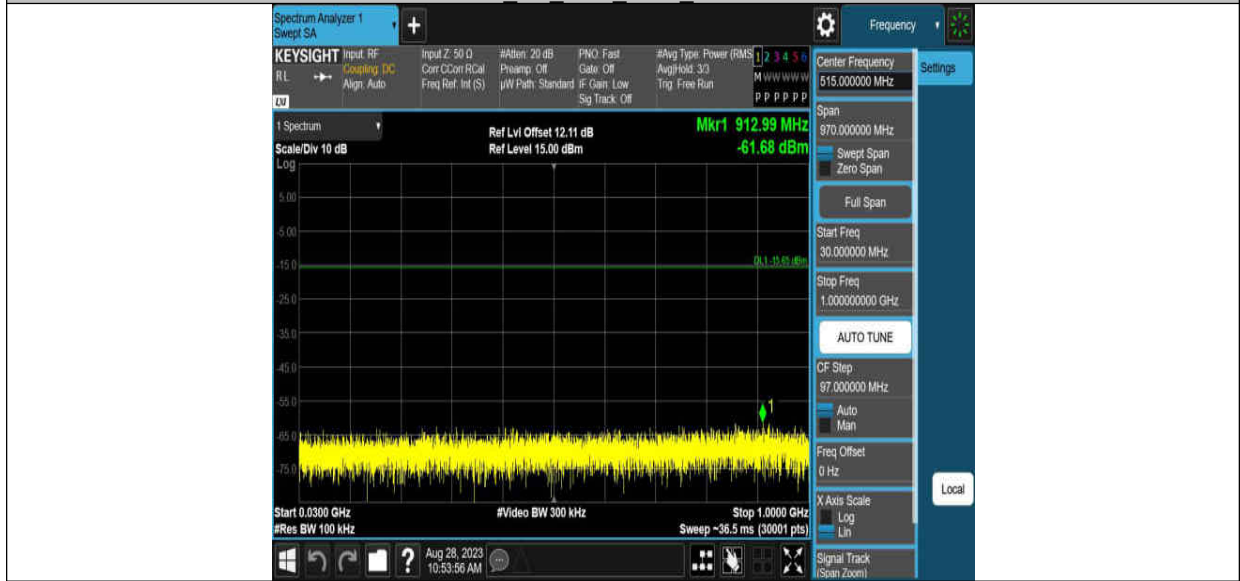 Spectrum Analyzer 1
Swept SA
+
Frequency
KEYSIGHT
RL
LXI
Input: RF
Coupling: DC
Align: Auto
Input Z: 50 Ω
Corr CCorr RCal
Freq Ref: Int (S)
#Atten: 20 dB
Preamp: Off
µW Path: Standard
PNO: Fast
Gate: Off
IF Gain: Low
Sig Track: Off
#Avg Type: Power (RMS
Avg|Hold: 3/3
Trig: Free Run
1 2 3 4 5 6
M W W W W W
P P P P P P
1 Spectrum
Scale/Div 10 dB
Log
Ref Lvl Offset 12.11 dB
Ref Level 15.00 dBm
Mkr1 912.99 MHz
-61.68 dBm
5.00
-5.00
-15.0
DL1 -15.65 dBm
-25.0
-35.0
-45.0
-55.0
1
-65.0
-75.0
Start 0.0300 GHz
#Res BW 100 kHz
#Video BW 300 kHz
Stop 1.0000 GHz
Sweep ~36.5 ms (30001 pts)
?
Aug 28, 2023
10:53:56 AM
Center Frequency
515.000000 MHz
Span
970.000000 MHz
Swept Span
Zero Span
Full Span
Start Freq
30.000000 MHz
Stop Freq
1.000000000 GHz
AUTO TUNE
CF Step
97.000000 MHz
Auto
Man
Freq Offset
0 Hz
X Axis Scale
Log
Lin
Signal Track
(Span Zoom)
Settings
Local